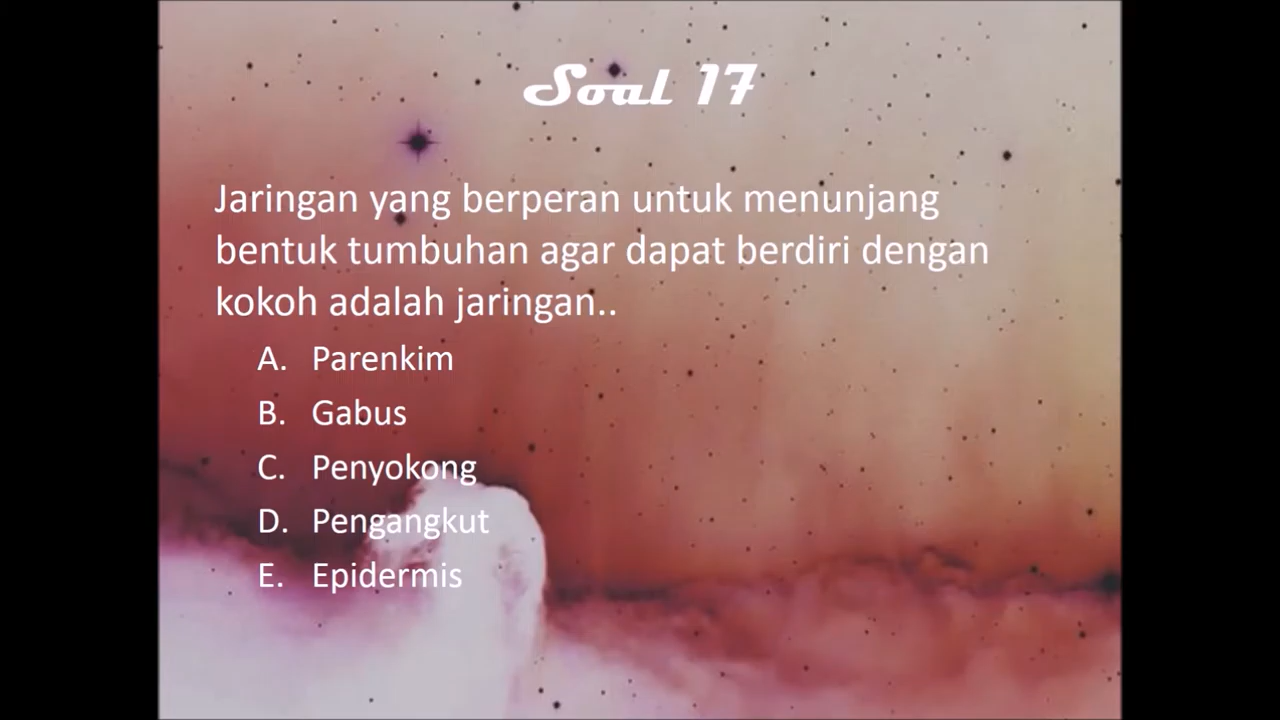 Soal 17
Jaringan yang berperan untuk menunjang
bentuk tumbuhan agar dapat berdiri dengan
kokoh adalah jaringan..
A. Parenkim
B. Gabus
C. Penyokong
D. Pengangkut
E. Epidermis